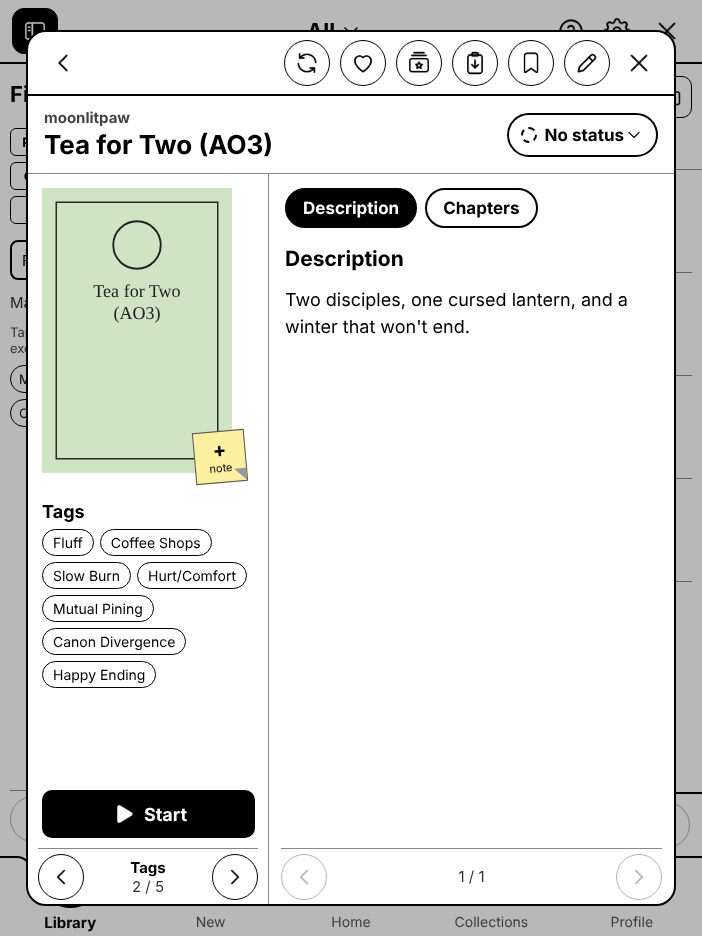 moonlitpaw
Tea for Two (AO3)
No status
Tea for Two
(AO3)
+
note
Tags
Fluff
Coffee Shops
Slow Burn
Hurt/Comfort
Mutual Pining
Canon Divergence
Happy Ending
Start
Tags
2 / 5
Description
Chapters
Description
Two disciples, one cursed lantern, and a
winter that won't end.
1 / 1
Library
New
Home
Collections
Profile